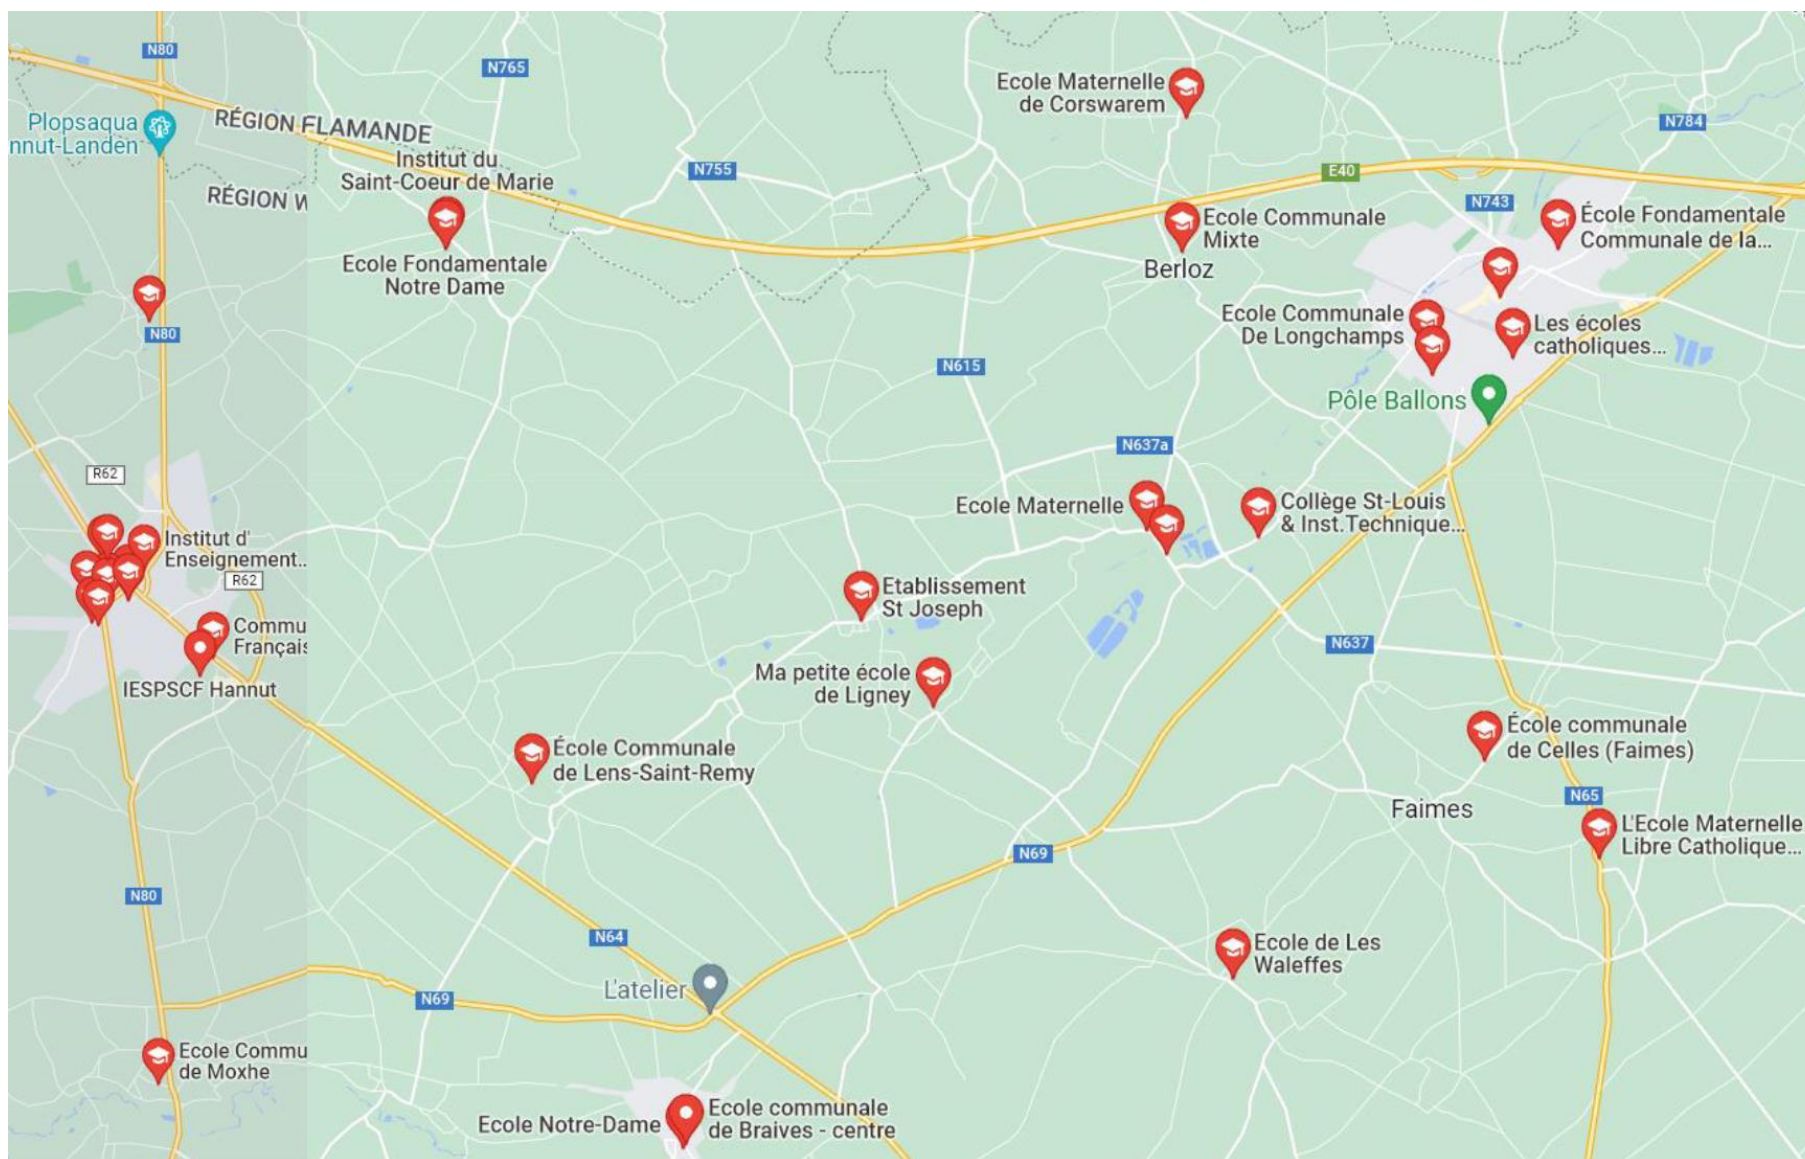 N80
N765
Ecole Maternelle
de Corswarem
Plopsaqua
nnut-Landen
RÉGION FLAMANDE
N784
Institut du
Saint-Coeur de Marie
N755
E40
RÉGION W
N743
Ecole Communale
Mixte
École Fondamentale
Communale de la...
Ecole Fondamentale
Notre Dame
Berloz
N80
Ecole Communale
De Longchamps
Les écoles
catholiques...
N615
Pôle Ballons
N637a
R62
Ecole Maternelle
Collège St-Louis
& Inst.Technique...
Institut d'
Enseignement...
R62
Etablissement
St Joseph
Commu
Français
N637
IESPSCF Hannut
Ma petite école
de Ligney
École Communale
de Lens-Saint-Remy
École communale
de Celles (Faimes)
N65
Faimes
L'Ecole Maternelle
Libre Catholique...
N69
N80
N64
Ecole de Les
Waleffes
L'atelier
N69
Ecole Commu
de Moxhe
Ecole Notre-Dame
Ecole communale
de Braives - centre